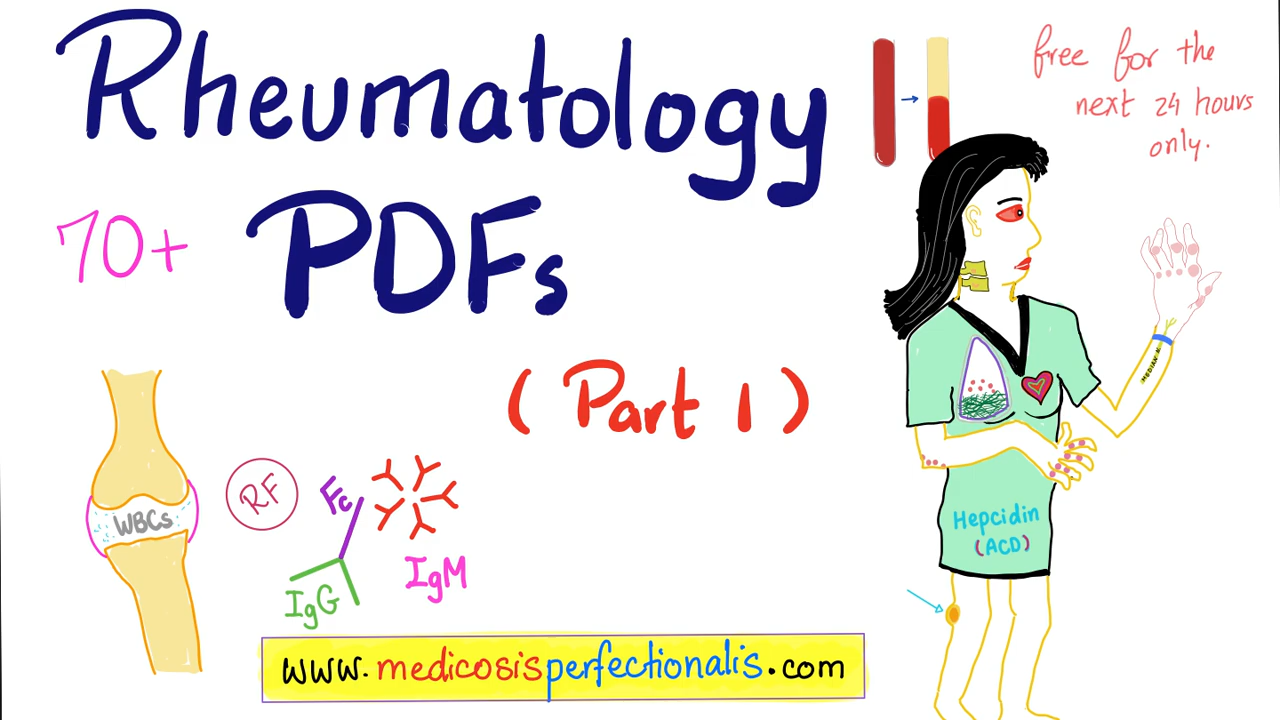 Rheumatology
free for the
next 24 hours
only.
70+ PDFs
(Part 1)
MEDIAN N.
WBCs
RF
Fc
IgG
IgM
Hepcidin
(ACD)
www.medicosisperfectionalis.com